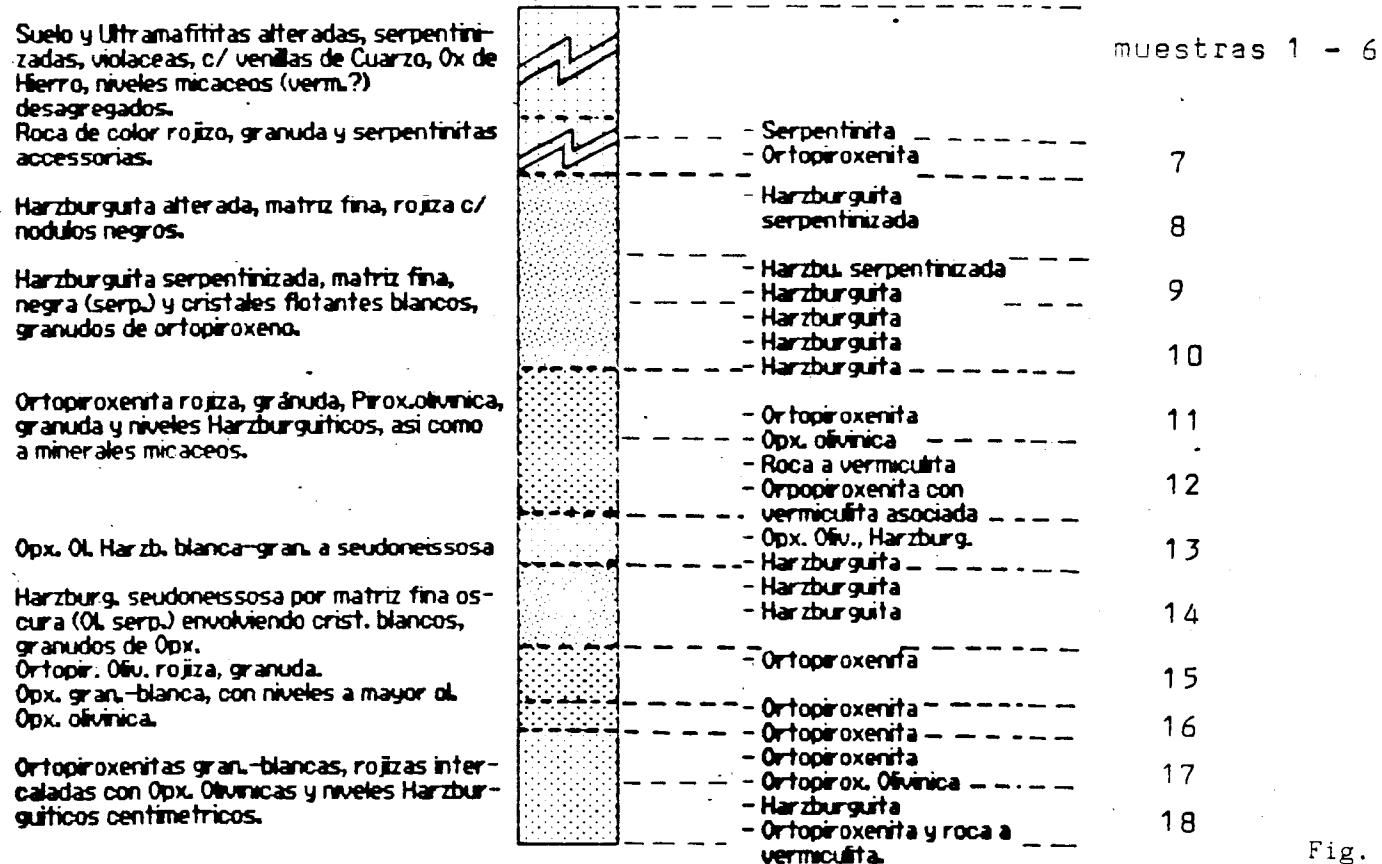 Suelo y Ultramafititas alteradas, serpentini-
zadas, violaceas, c/ venillas de Cuarzo, Ox de
Hierro, niveles micaceos (verm.?)
desagregados.
Roca de color rojizo, granuda y serpentinitas
accessorias.
Harzburguita alterada, matriz fina, rojiza c/
nodulos negros.
Harzburguita serpentinizada, matriz fina,
negra (serp.) y cristales flotantes blancos,
granudos de ortopiroxeno.
Ortopiroxenita rojiza, gránuda, Pirox.olivinica,
granuda y niveles Harzburguiticos, asi como
a minerales micaceos.
Opx. Ol. Harzb. blanca-gran. a seudoneissosa
Harzburg. seudoneissosa por matriz fina os-
cura (Ol. serp.) envolviendo crist. blancos,
granudos de Opx.
Ortopir. Oliv. rojiza, granuda.
Opx. gran.-blanca, con niveles a mayor ol.
Opx. olivinica.
Ortopiroxenitas gran.-blancas, rojizas inter-
caladas con Opx. Olivinicas y niveles Harzbur-
guiticos centimetricos.
- Serpentinita
- Ortopiroxenita
- Harzburguita
serpentinizada
- Harzbu. serpentinizada
- Harzburguita
- Harzburguita
- Harzburguita
- Harzburguita
- Ortopiroxenita
- Opx. olivinica
- Roca a vermiculita
- Orpopiroxenita con
vermiculita asociada
- Opx. Oliv., Harzburg.
- Harzburguita
- Harzburguita
- Harzburguita
- Ortopiroxenita
- Ortopiroxenita
- Ortopiroxenita
- Ortopiroxenita
- Ortopirox. Olivinica
- Harzburguita
- Ortopiroxenita y roca a
vermiculita.
muestras 1 - 6
7
8
9
10
11
12
13
14
15
16
17
18
Fig.